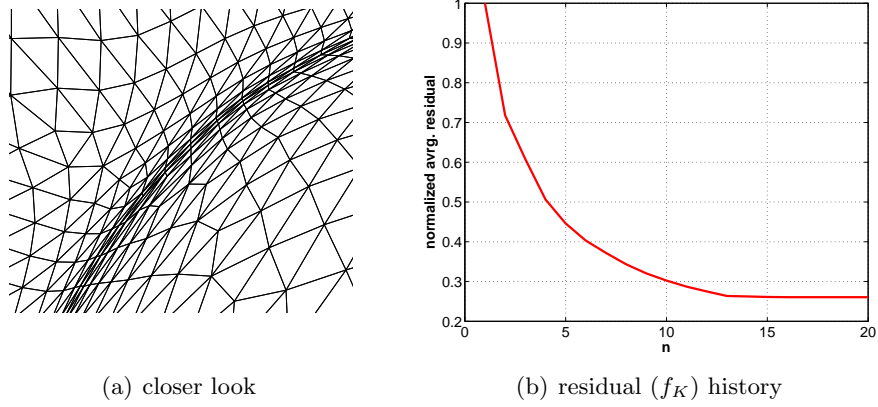 1
0.9
0.8
0.7
0.6
0.5
0.4
0.3
0.2
0 5 10 15 20
normalized avrg. residual
n
(a) closer look
(b) residual (f_K) history